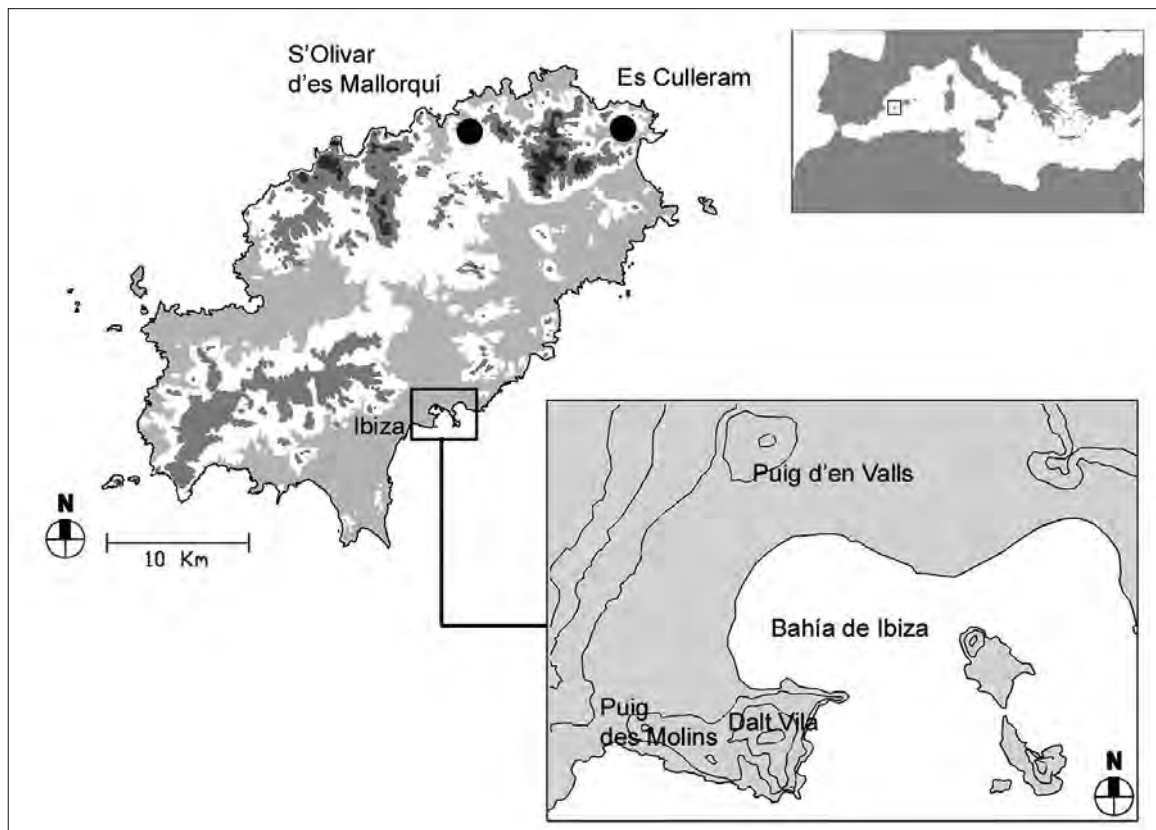 S'Olivar
d'es Mallorquí
Es Culleram
Ibiza
N
10 Km
Puig d'en Valls
Bahía de Ibiza
Puig
des Molins
Dalt Vila
N